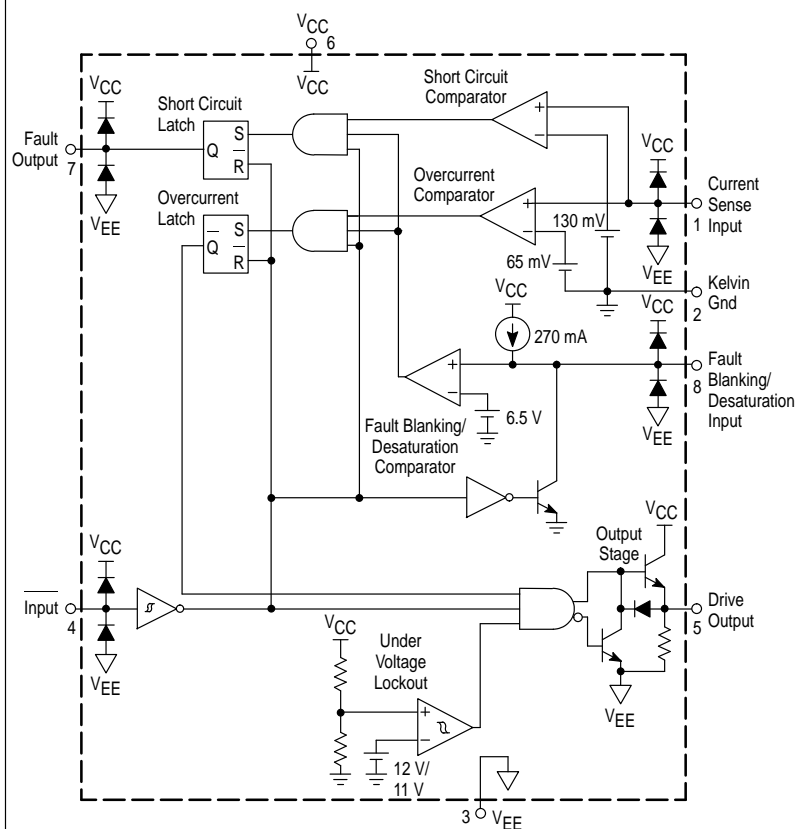 VCC
6
VCC
Short Circuit
Comparator
VCC
Short Circuit
Latch
S
Q
R
+
–
Fault
Output
7
VCC
Current
Sense
Input
1
Overcurrent
Comparator
VEE
Overcurrent
Latch
S
Q
R
+
–
130 mV
65 mV
VEE
Kelvin
Gnd
2
VCC
270 mA
VCC
Fault
Blanking/
Desaturation
Input
8
+
–
6.5 V
VEE
Fault Blanking/
Desaturation
Comparator
VCC
Output
Stage
VCC
Input
4
Drive
Output
5
VEE
VCC
Under
Voltage
Lockout
+
–
VEE
12 V/
11 V
3
VEE